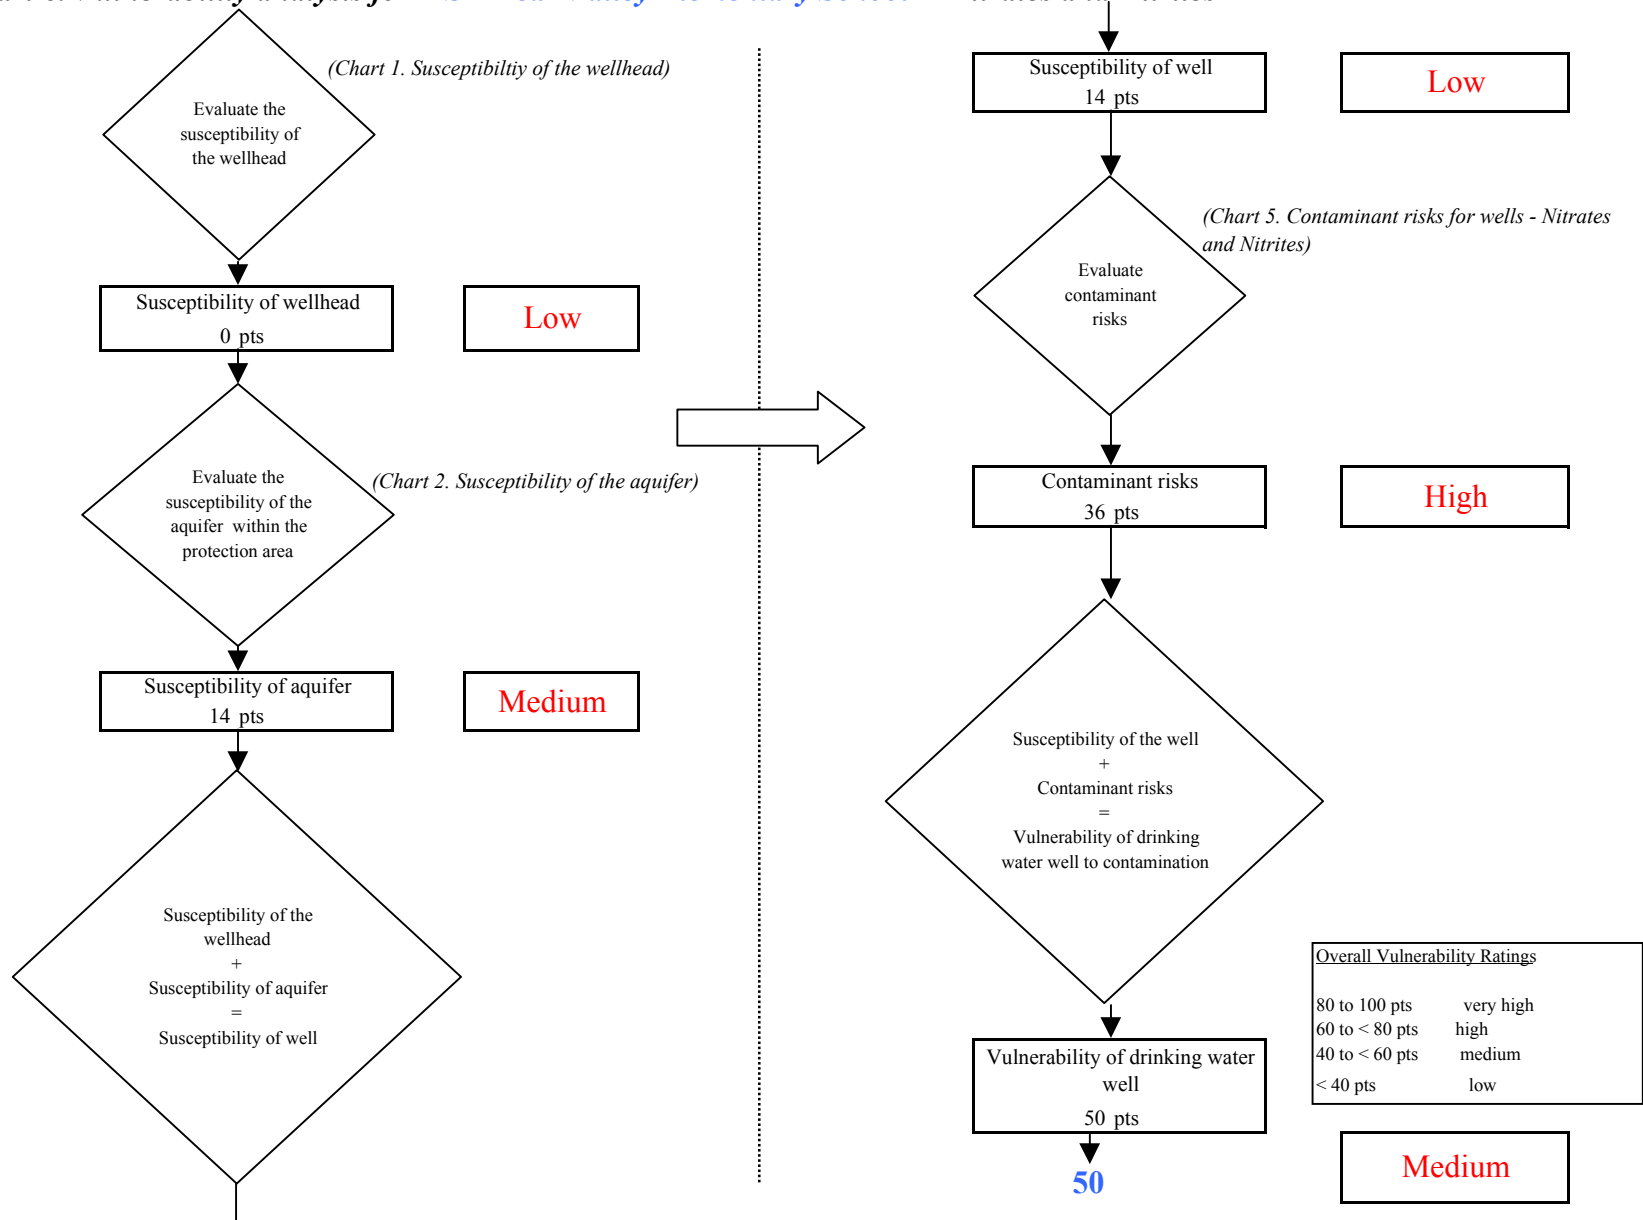 (Chart 1. Susceptibiltiy of the wellhead)
Evaluate the
susceptibility of
the wellhead
Susceptibility of wellhead
0 pts
Low
Evaluate the
susceptibility of the
aquifer within the
protection area
(Chart 2. Susceptibility of the aquifer)
Susceptibility of aquifer
14 pts
Medium
Susceptibility of the
wellhead
+
Susceptibility of aquifer
=
Susceptibility of well
Susceptibility of well
14 pts
Low
(Chart 5. Contaminant risks for wells - Nitrates
and Nitrites)
Evaluate
contaminant
risks
Contaminant risks
36 pts
High
Susceptibility of the well
+
Contaminant risks
=
Vulnerability of drinking
water well to contamination
Overall Vulnerability Ratings
80 to 100 pts very high
60 to < 80 pts high
40 to < 60 pts medium
< 40 pts low
Vulnerability of drinking water
well
50 pts
50
Medium